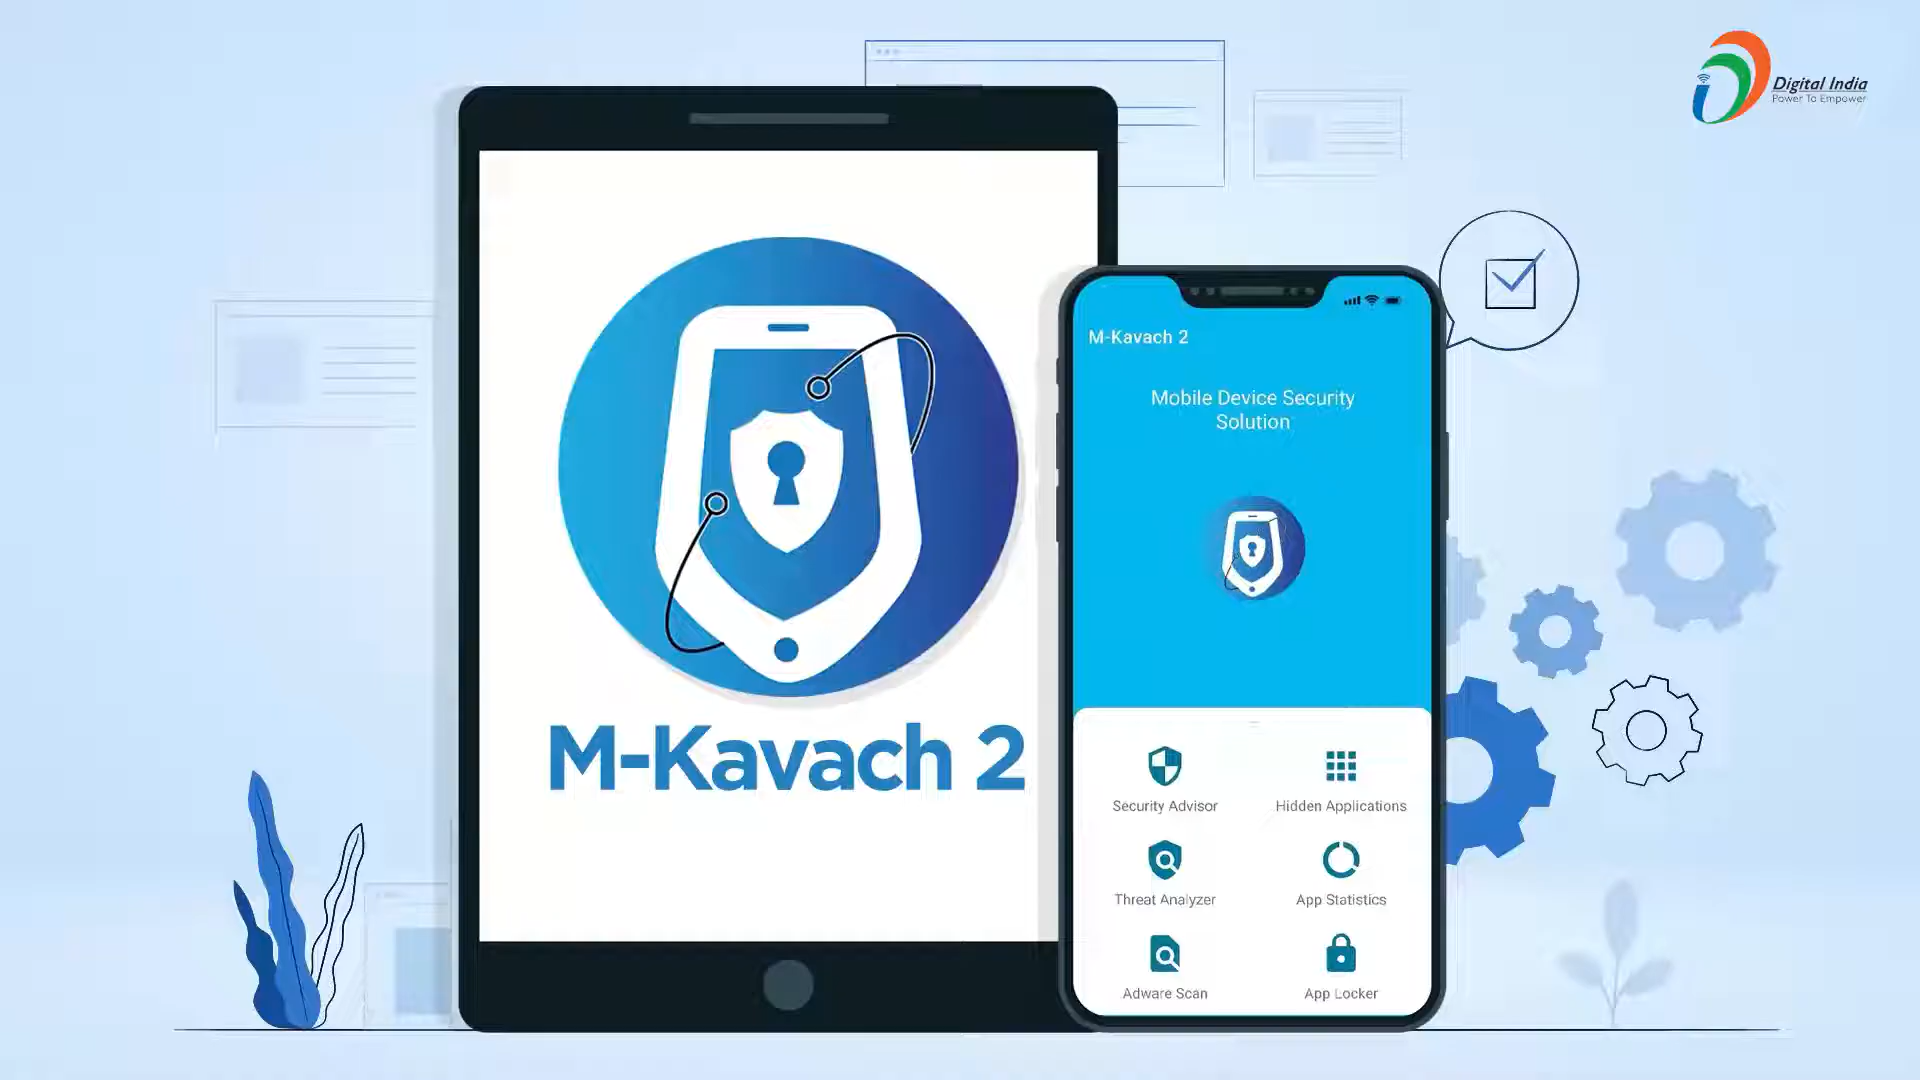 Digital India
Power To Empower
M-Kavach 2
M-Kavach 2
Mobile Device Security
Solution
Security Advisor
Hidden Applications
Threat Analyzer
App Statistics
Adware Scan
App Locker